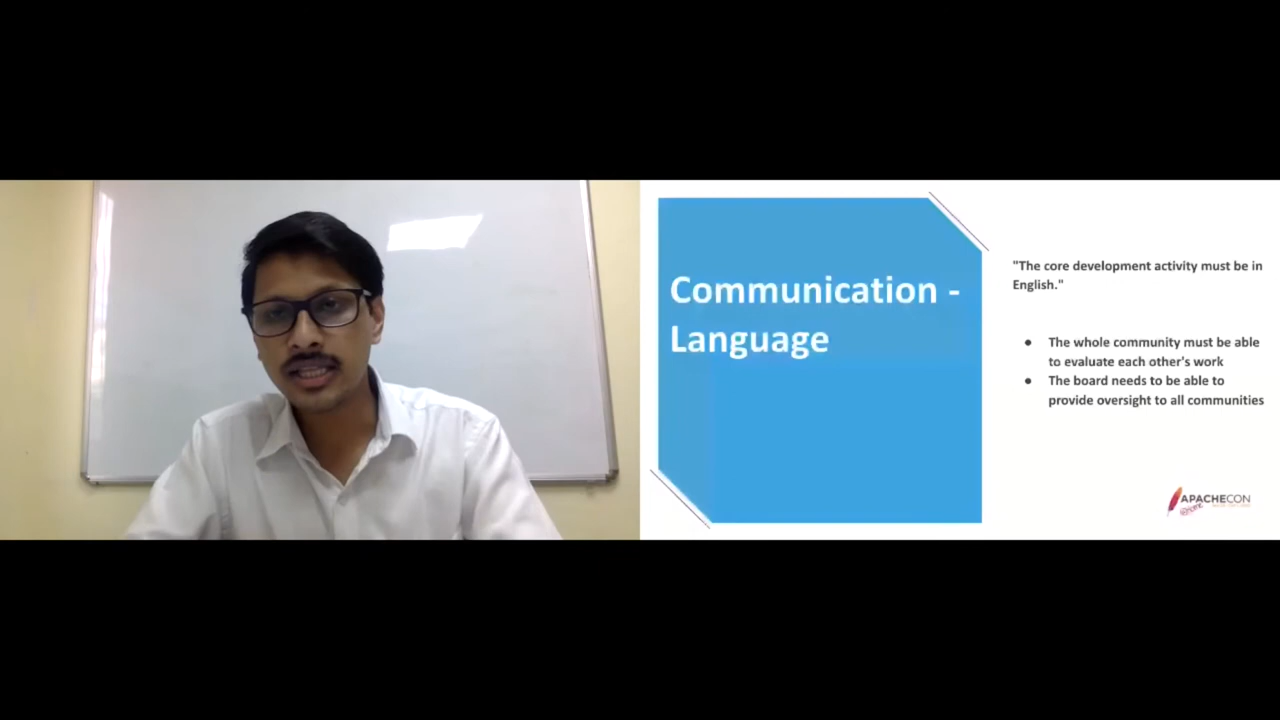 Communication -
Language
"The core development activity must be in
English."
● The whole community must be able
to evaluate each other's work
● The board needs to be able to
provide oversight to all communities
APACHECON
@Home